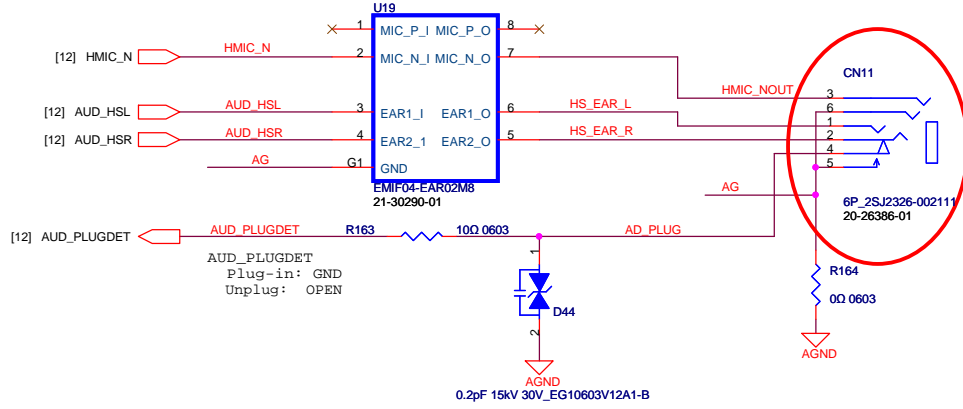 U19
1 MIC_P_I MIC_P_O 8
[12] HMIC_N HMIC_N 2 MIC_N_I MIC_N_O 7
CN11
HMIC_NOUT 3
6
[12] AUD_HSL AUD_HSL 3 EAR1_I EAR1_O 6 HS_EAR_L 1
[12] AUD_HSR AUD_HSR 4 EAR2_1 EAR2_O 5 HS_EAR_R 2
4
AG G1 GND 5
EMIF04-EAR02M8
21-30290-01
AG
6P_2SJ2326-002111
20-26386-01
[12] AUD_PLUGDET AUD_PLUGDET R163 10Ω 0603 AD_PLUG
AUD_PLUGDET
Plug-in: GND
Unplug: OPEN
1
R164
0Ω 0603
D44
2
AGND
AGND
0.2pF 15kV 30V_EG10603V12A1-B